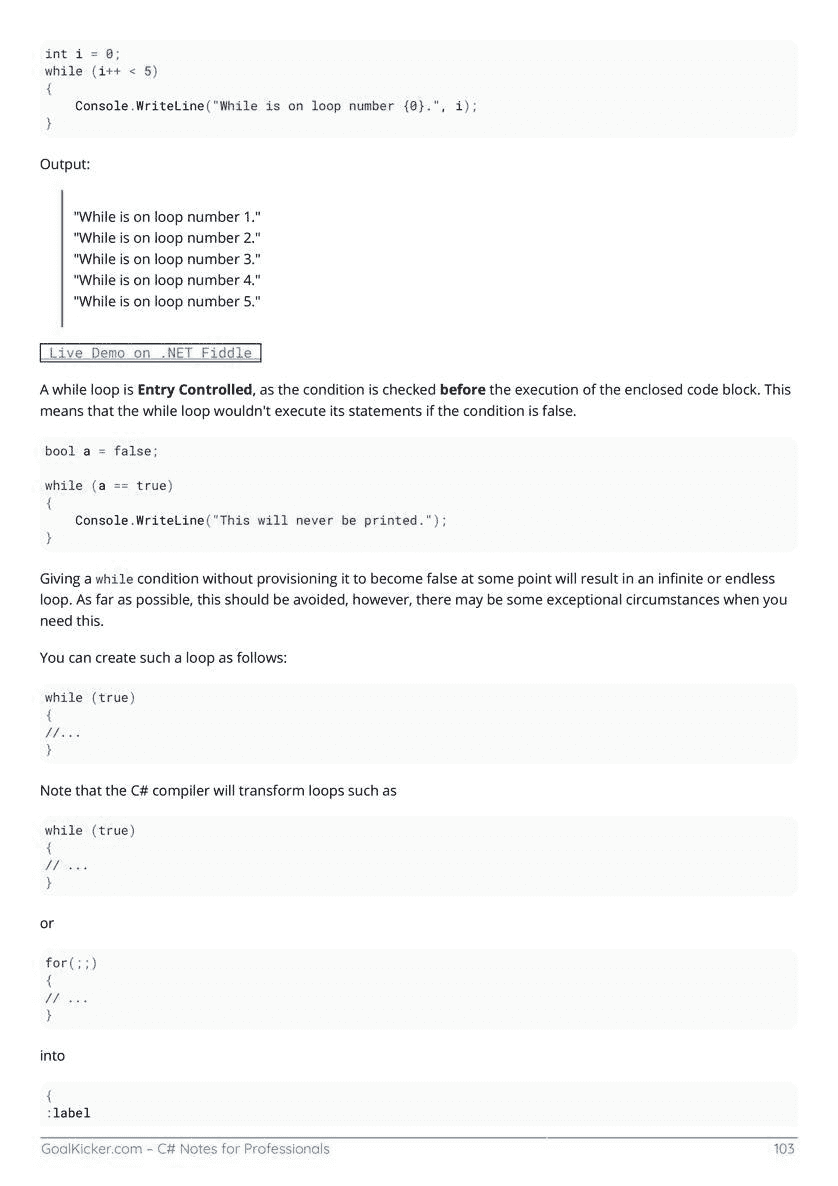 int i = 0;
while (i++ < 5)
{
    Console.WriteLine("While is on loop number {0}.", i);
}
Output:
"While is on loop number 1."
"While is on loop number 2."
"While is on loop number 3."
"While is on loop number 4."
"While is on loop number 5."
Live Demo on .NET Fiddle
A while loop is Entry Controlled, as the condition is checked before the execution of the enclosed code block. This
means that the while loop wouldn't execute its statements if the condition is false.
bool a = false;
while (a == true)
{
    Console.WriteLine("This will never be printed.");
}
Giving a while condition without provisioning it to become false at some point will result in an infinite or endless
loop. As far as possible, this should be avoided, however, there may be some exceptional circumstances when you
need this.
You can create such a loop as follows:
while (true)
{
//...
}
Note that the C# compiler will transform loops such as
while (true)
{
// ...
}
or
for(;;)
{
// ...
}
into
{
:label
GoalKicker.com – C# Notes for Professionals 103